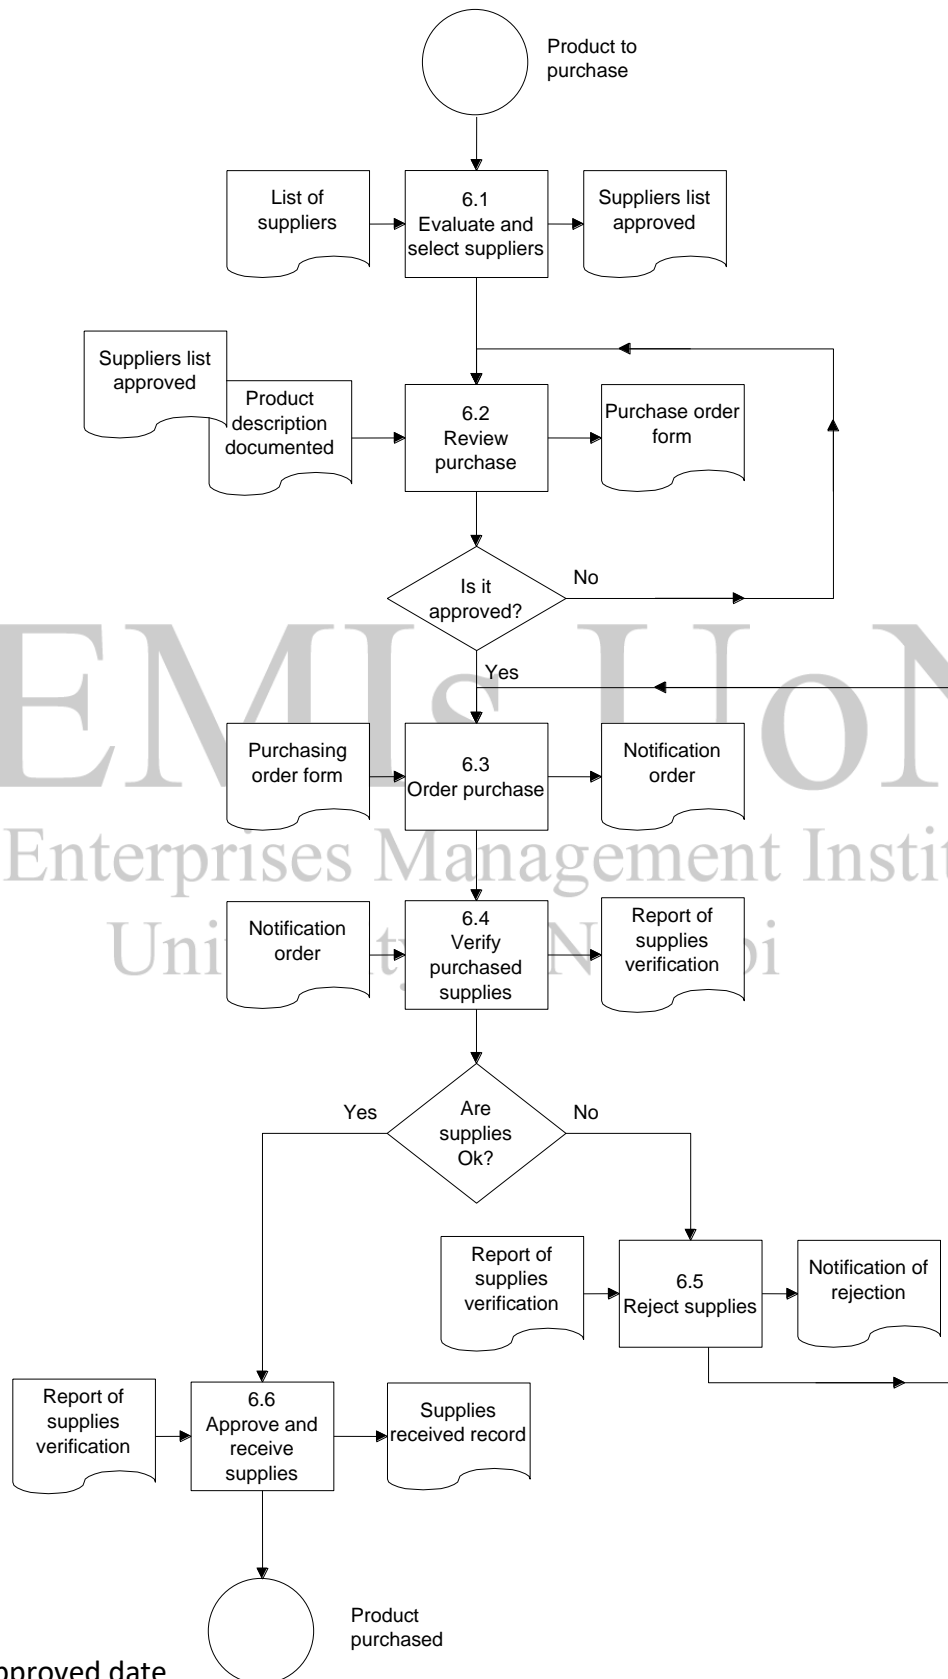 Product to
purchase
List of
suppliers
6.1
Evaluate and
select suppliers
Suppliers list
approved
Suppliers list
approved
Product
description
documented
6.2
Review
purchase
Purchase order
form
Is it
approved?
No
Yes
EMIs UoN
Purchasing
order form
6.3
Order purchase
Notification
order
Enterprises Management Instit
Notification
order
6.4
Verify
purchased
supplies
Report of
supplies
verification
Are
supplies
Ok?
Yes
No
Report of
supplies
verification
6.5
Reject supplies
Notification of
rejection
Report of
supplies
verification
6.6
Approve and
receive
supplies
Supplies
received record
Product
purchased
pproved date